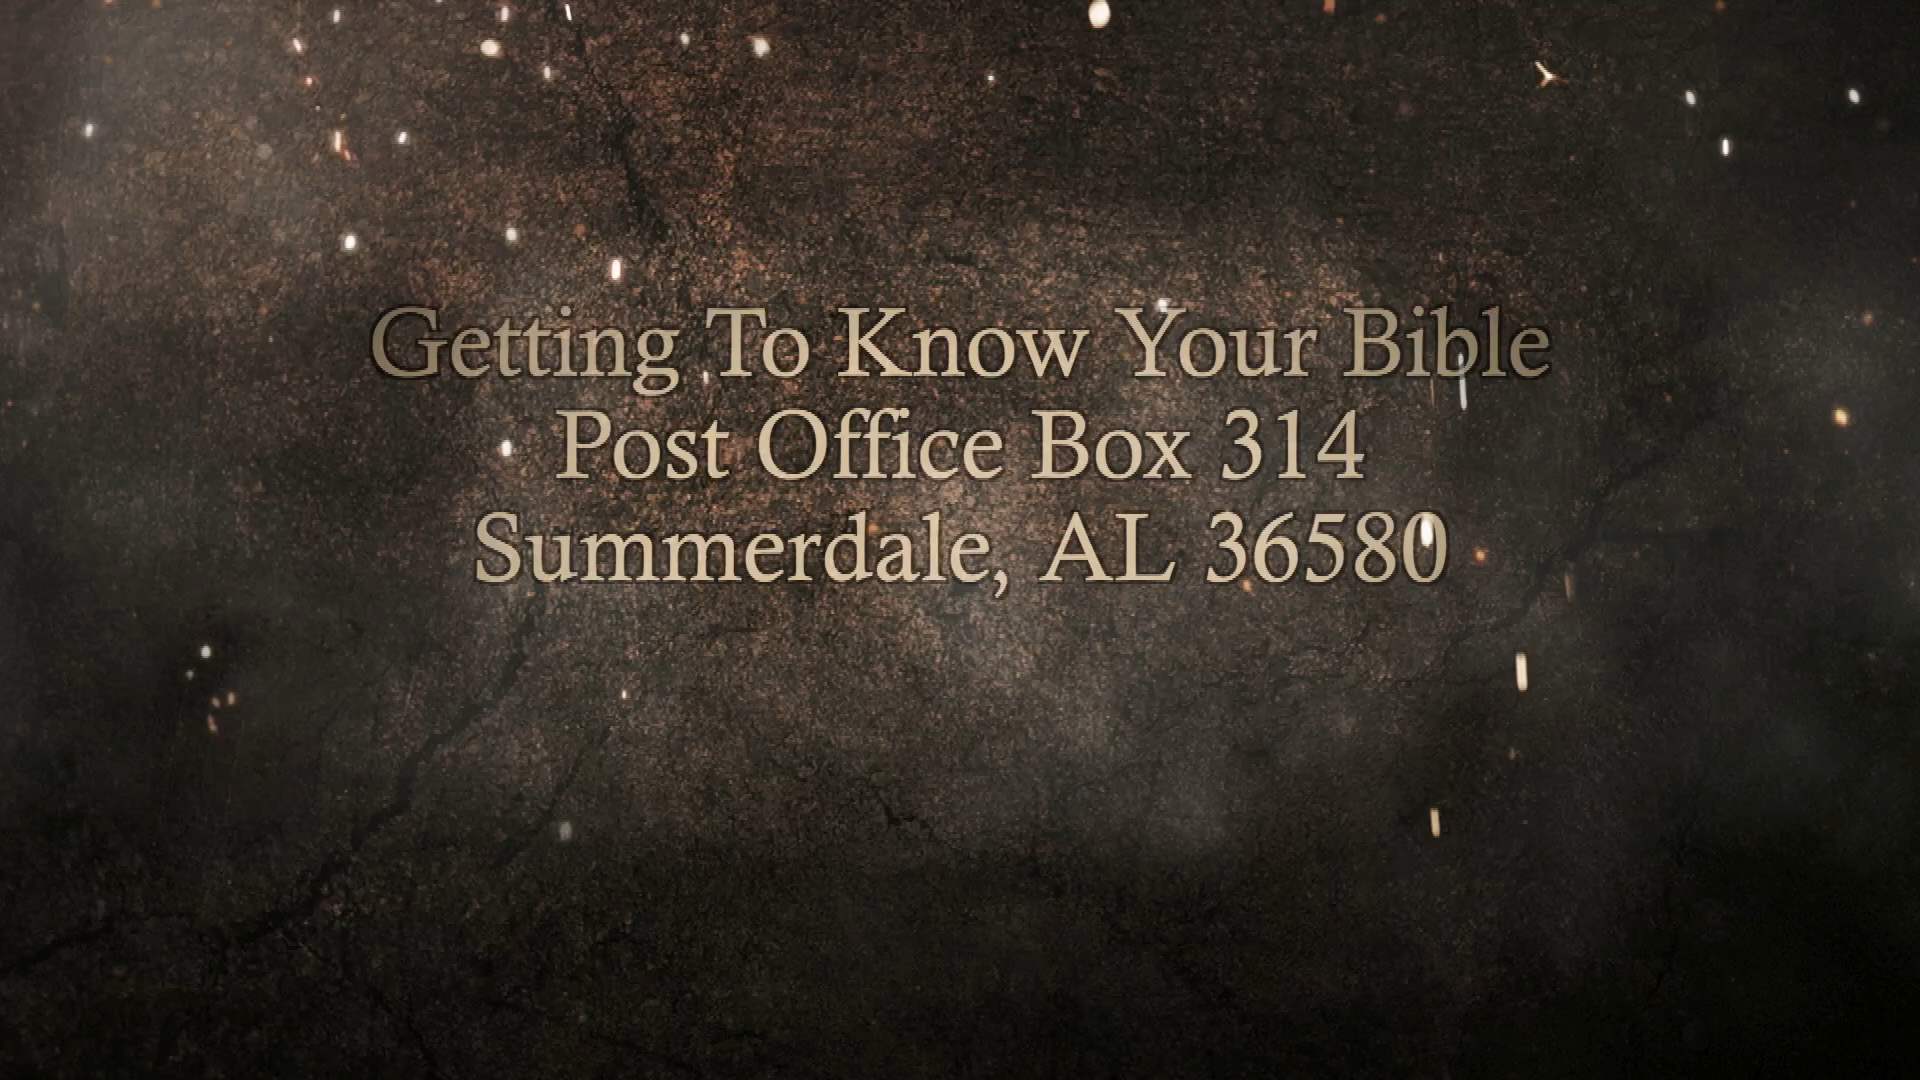 Getting To Know Your Bible
Post Office Box 314
Summerdale, AL 36580